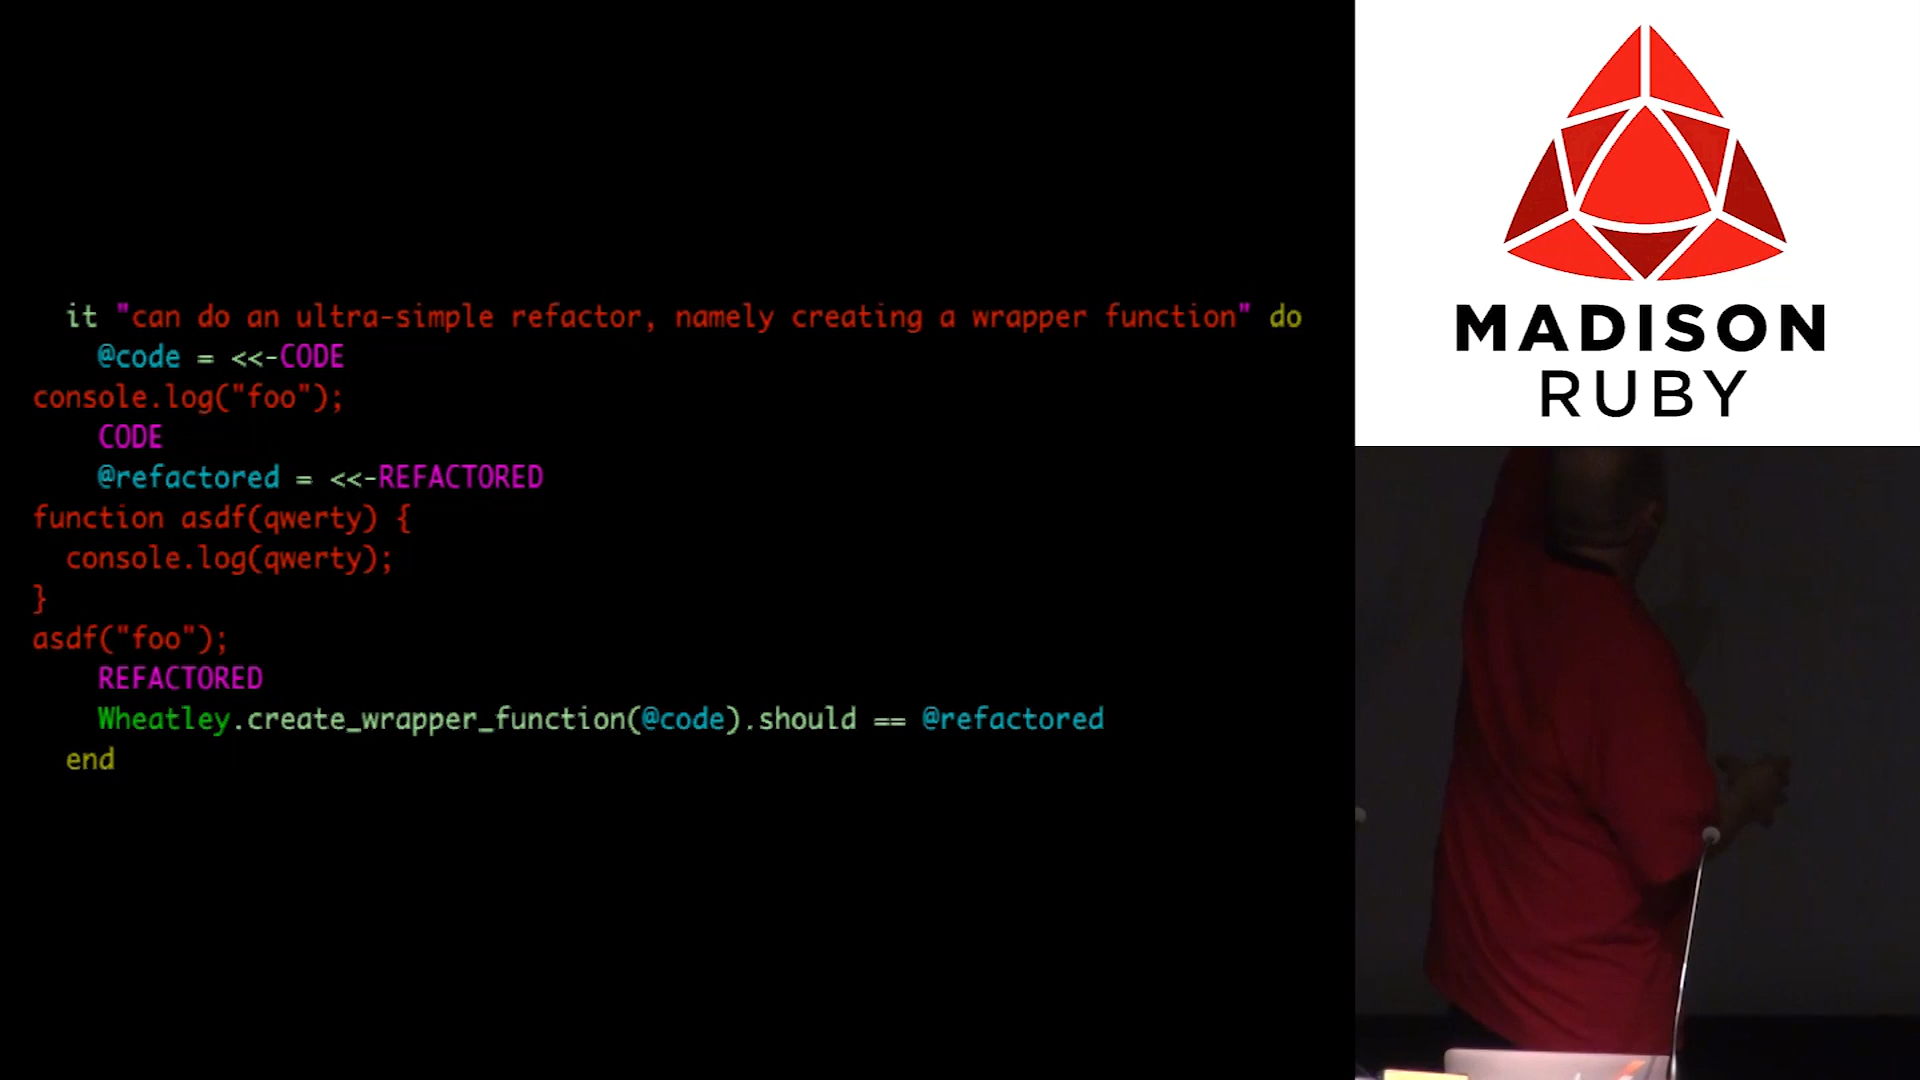 it "can do an ultra-simple refactor, namely creating a wrapper function" do
@code = <<-CODE
console.log("foo");
CODE
@refactored = <<-REFACTORED
function asdf(qwerty) {
console.log(qwerty);
}
asdf("foo");
REFACTORED
Wheatley.create_wrapper_function(@code).should == @refactored
end
MADISON
RUBY